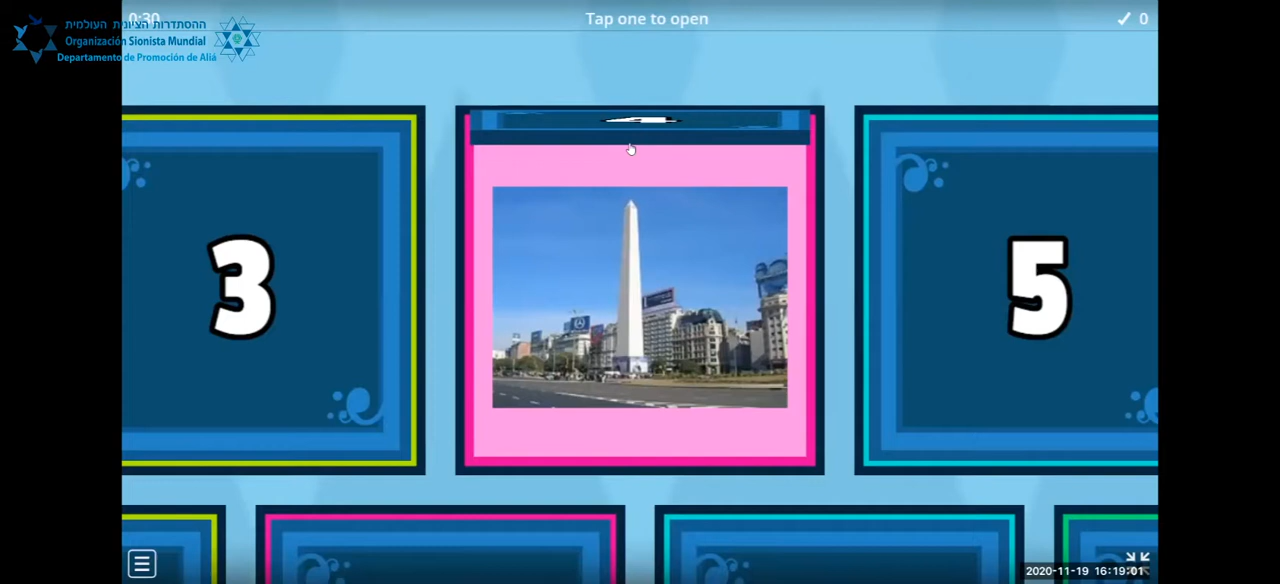 0:30
Tap one to open
✓ 0
ההסתדרות הציונית העולמית
Organización Sionista Mundial
Departamento de Promoción de Aliá
3
5
2020-11-19 16:19:01